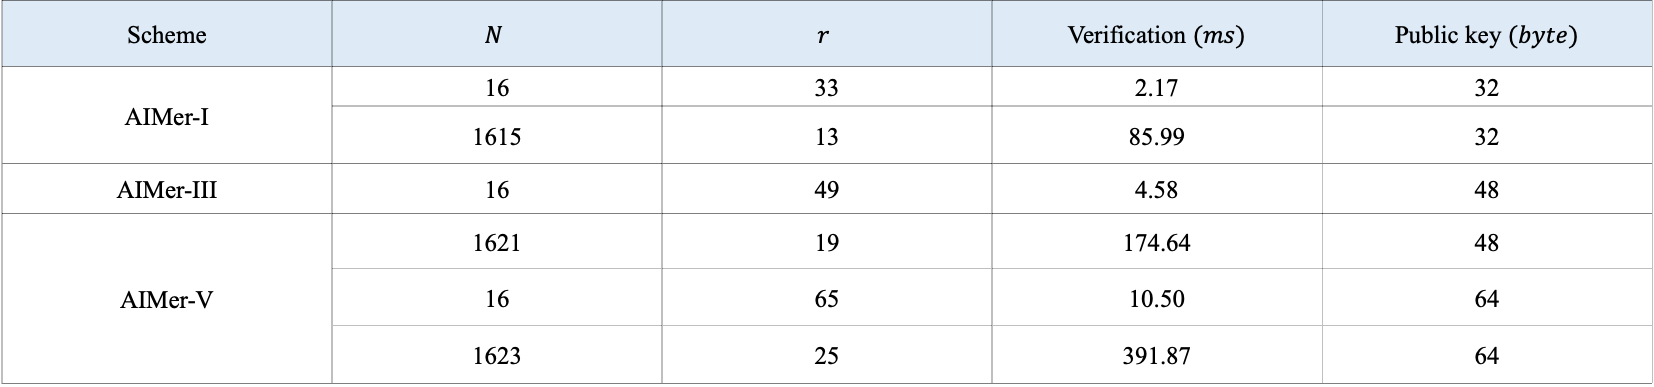 Scheme N r Verification (ms) Public key (byte)
AIMer-I 16 33 2.17 32
1615 13 85.99 32
AIMer-III 16 49 4.58 48
1621 19 174.64 48
AIMer-V 16 65 10.50 64
1623 25 391.87 64